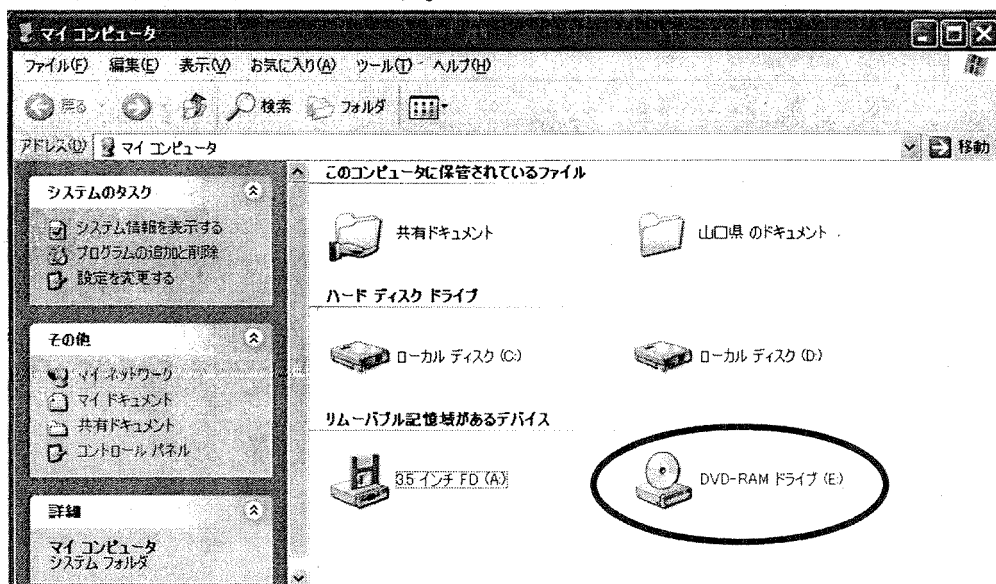 マイ コンピュータ
ファイル(F) 編集(E) 表示(V) お気に入り(A) ツール(T) ヘルプ(H)
戻る 検索 フォルダ
アドレス(D) マイ コンピュータ 移動
システムのタスク
システム情報を表示する
プログラムの追加と削除
設定を変更する
その他
マイ ネットワーク
マイ ドキュメント
共有ドキュメント
コントロール パネル
詳細
マイ コンピュータ
システム フォルダ
このコンピュータに保管されているファイル
共有ドキュメント
山口県 のドキュメント
ハード ディスク ドライブ
ローカル ディスク (C:)
ローカル ディスク (D:)
リムーバブル記憶域があるデバイス
3.5 インチ FD (A:)
DVD-RAM ドライブ (E:)